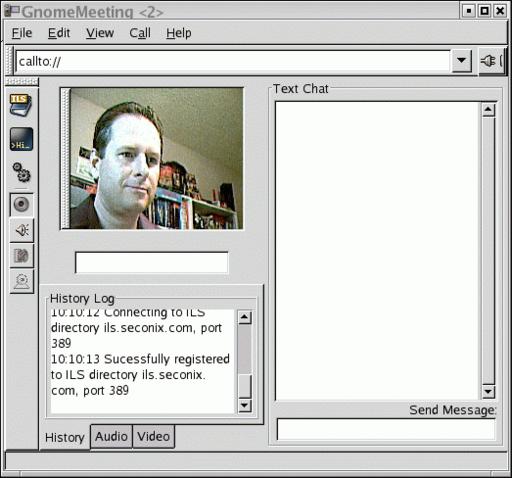 GnomeMeeting <2>
File Edit View Call Help
callto://
ILS
>Hi_
Text Chat
History Log
10:10:12 Connecting to ILS
directory ils.seconix.com, port
389
10:10:13 Sucessfully registered
to ILS directory ils.seconix.
com, port 389
Send Message:
History Audio Video